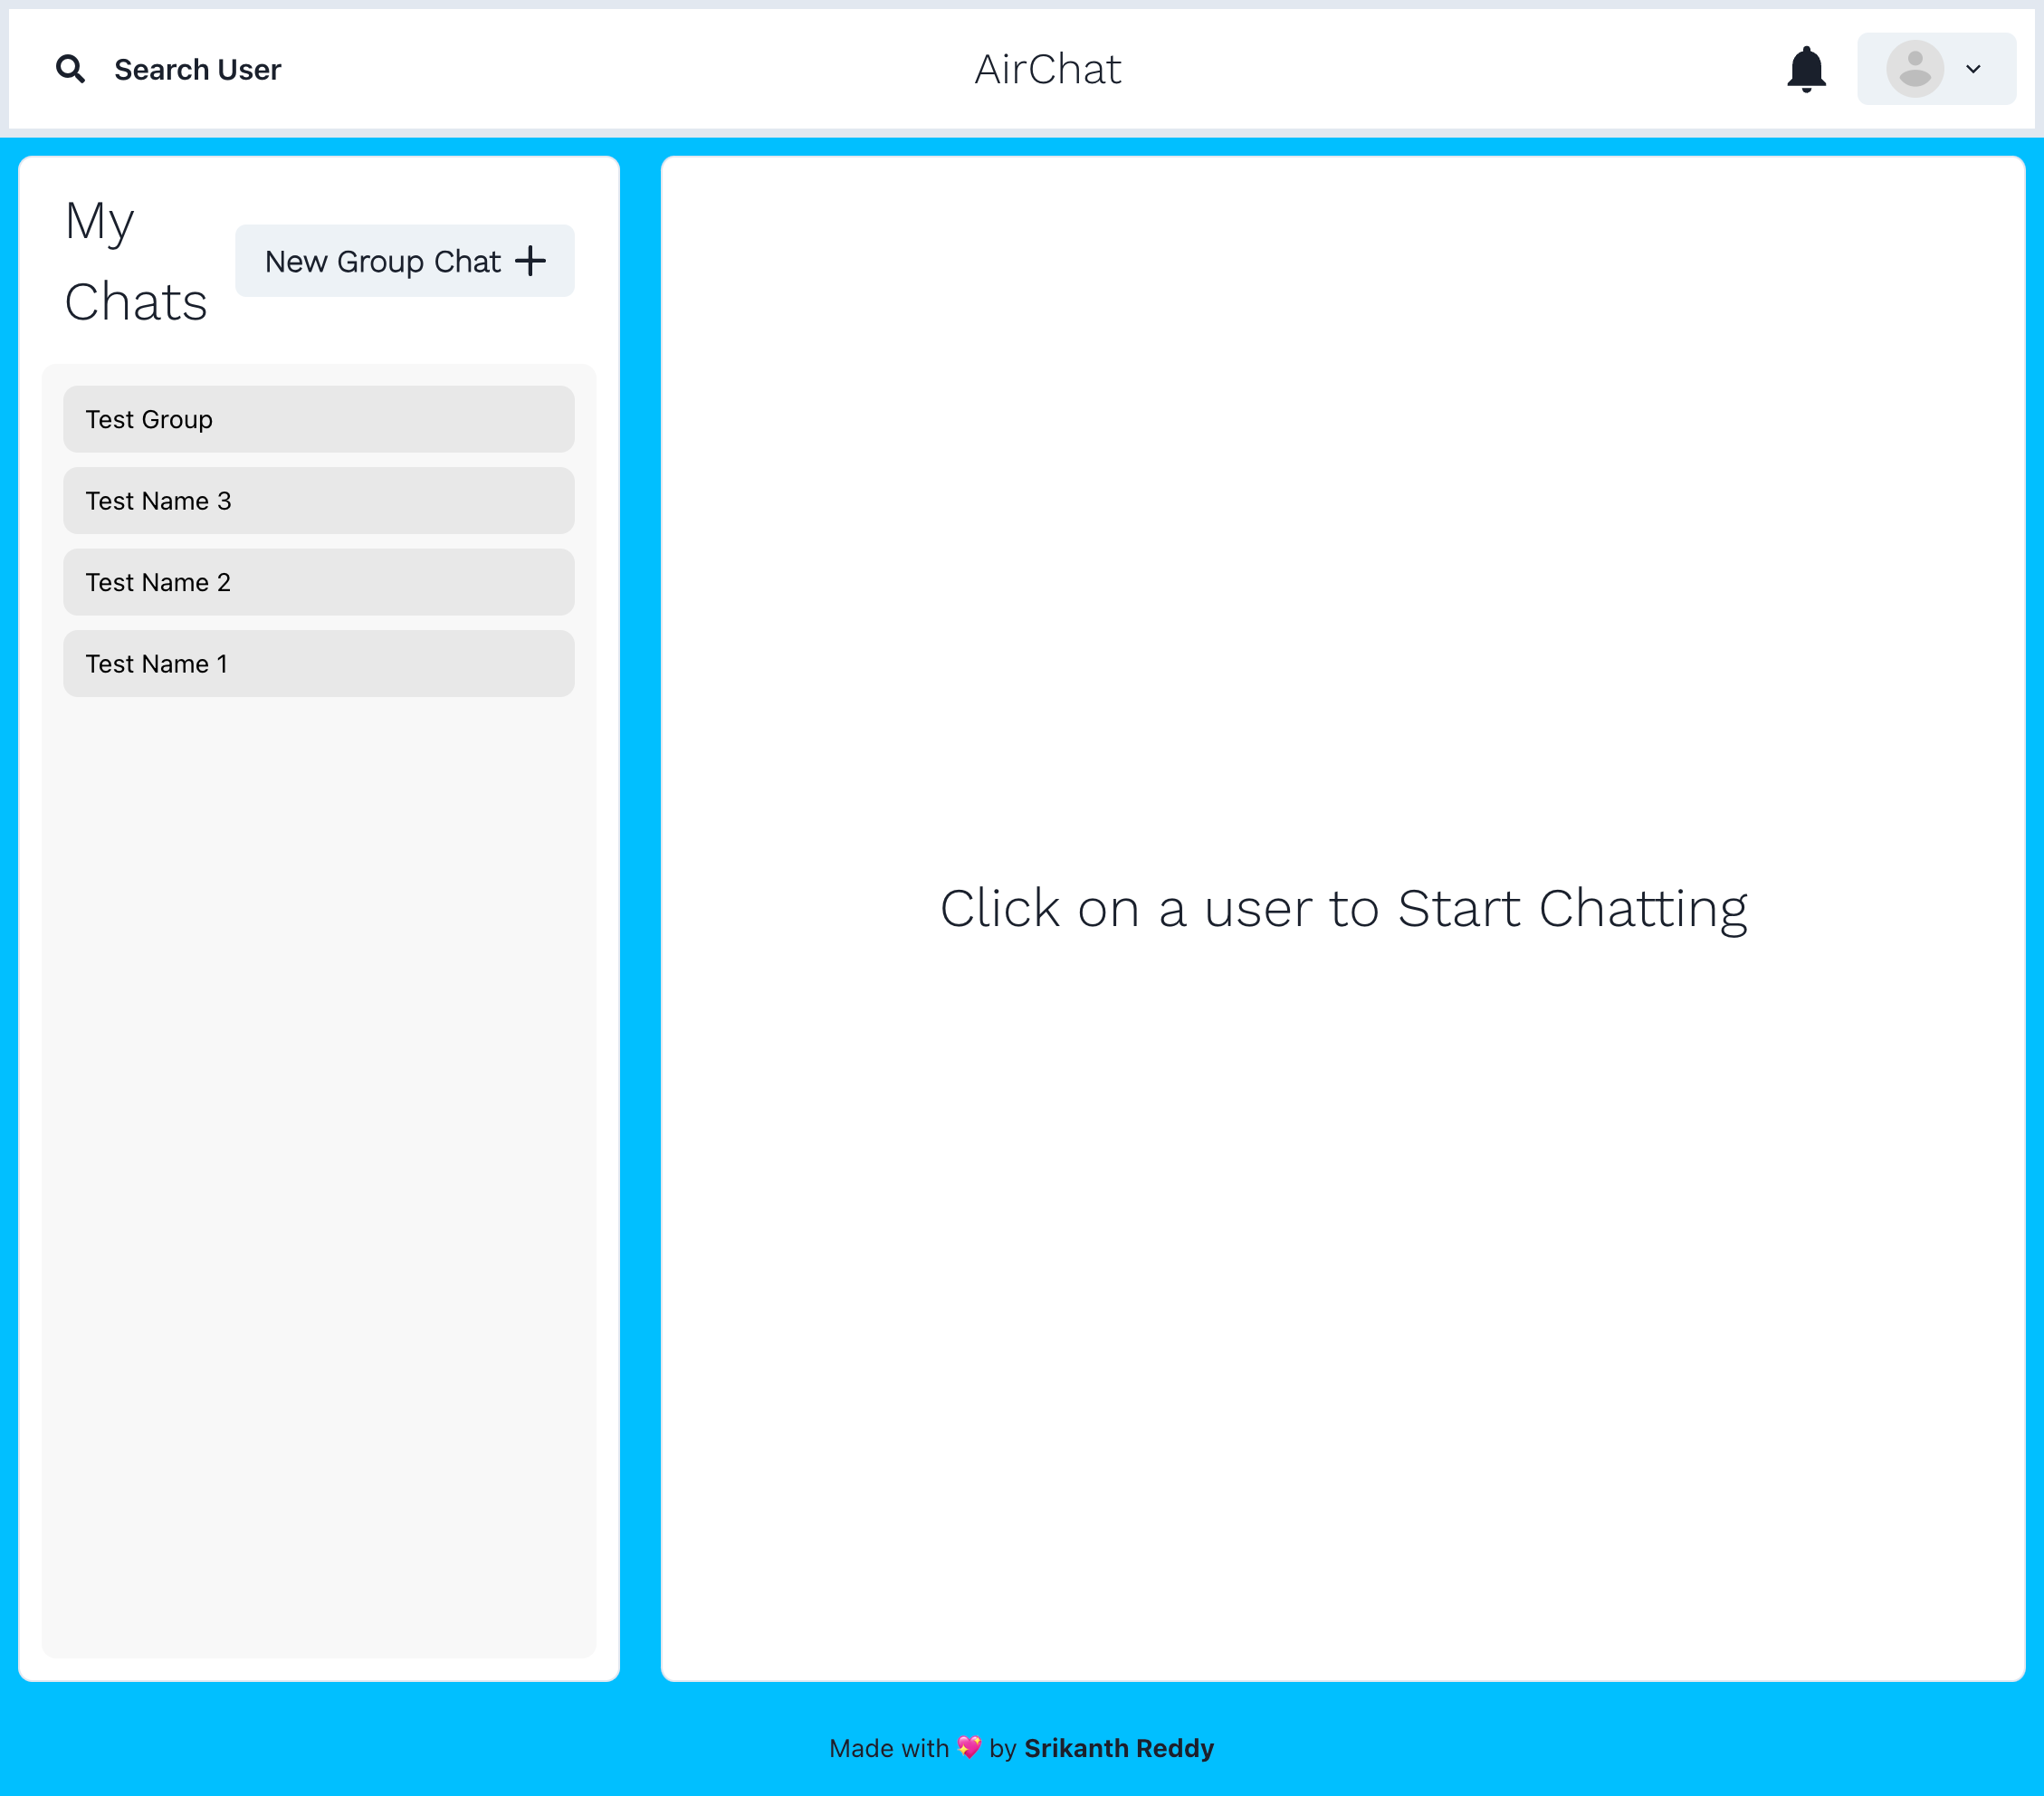 Search User
AirChat
My
Chats
New Group Chat
Test Group
Test Name 3
Test Name 2
Test Name 1
Click on a user to Start Chatting
Made with 💖 by Srikanth Reddy